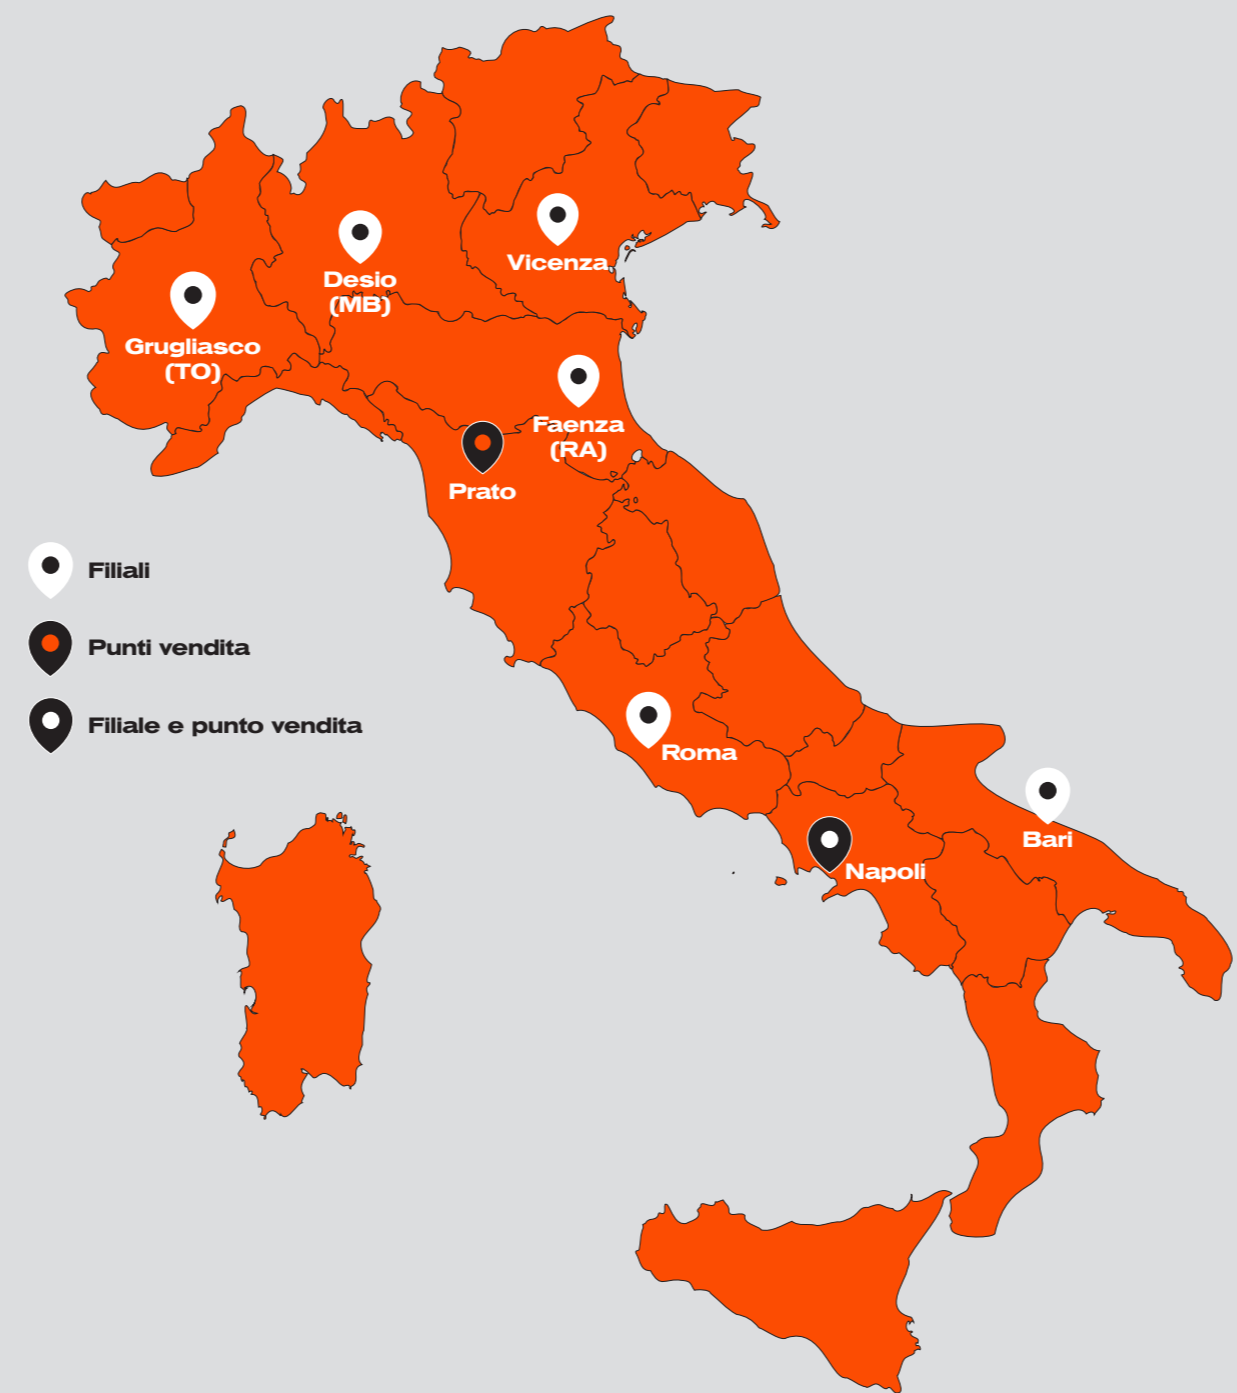 Vicenza
Desio
(MB)
Grugliasco
(TO)
Faenza
(RA)
Prato
Filiali
Punti vendita
Filiale e punto vendita
Roma
Bari
Napoli